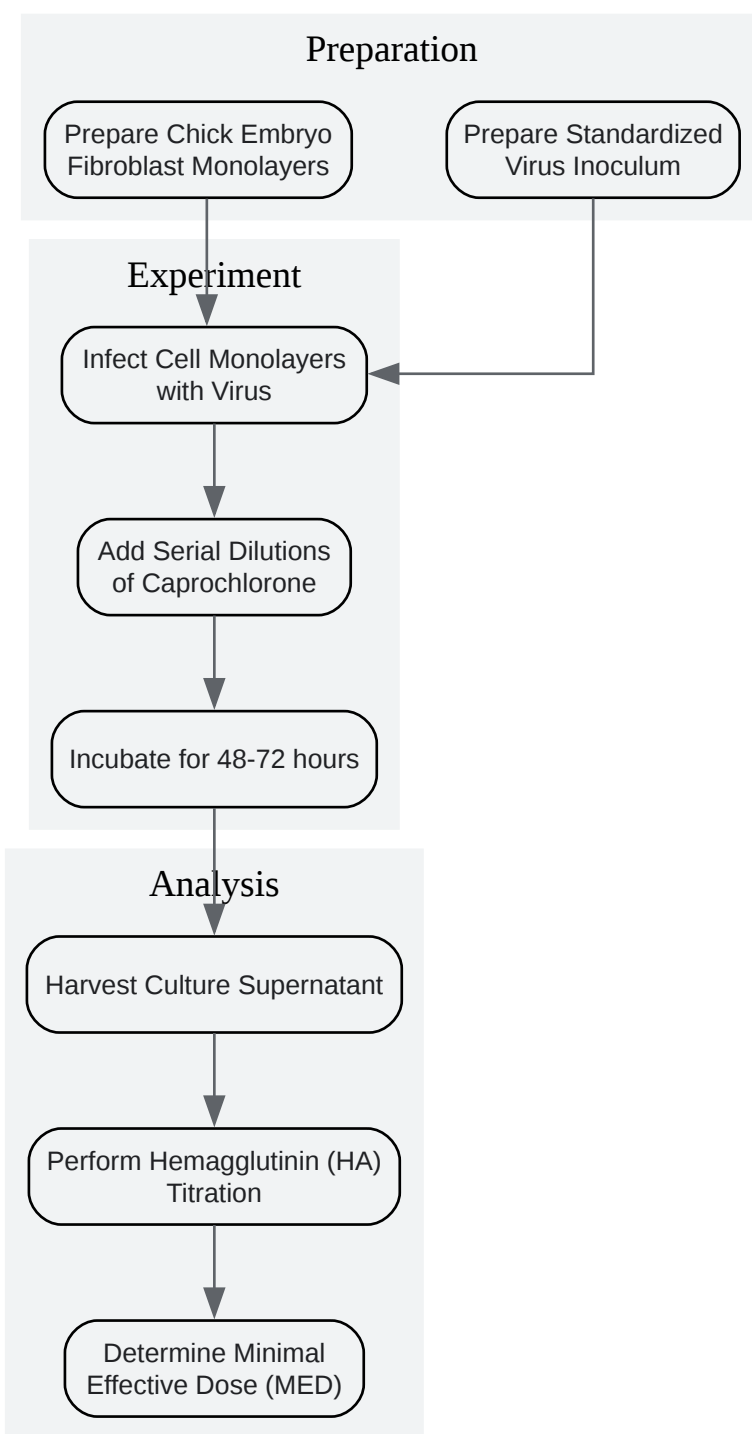 Preparation
Prepare Chick Embryo
Fibroblast Monolayers
Prepare Standardized
Virus Inoculum
Experiment
Infect Cell Monolayers
with Virus
Add Serial Dilutions
of Caprochlorone
Incubate for 48-72 hours
Analysis
Harvest Culture Supernatant
Perform Hemagglutinin (HA)
Titration
Determine Minimal
Effective Dose (MED)